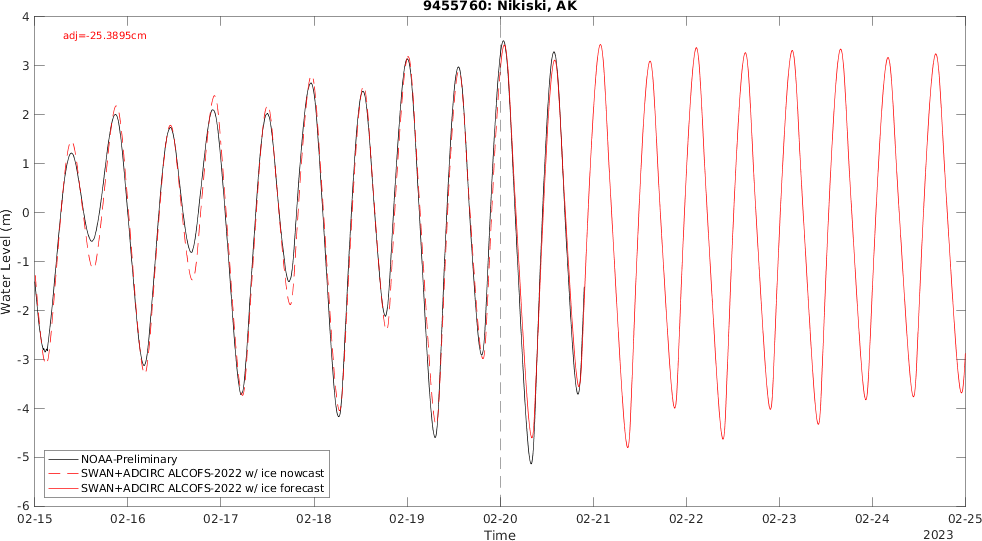 9455760: Nikiski, AK
adj=-25.3895cm
Water Level (m)
4
3
2
1
0
-1
-2
-3
-4
-5
-6
NOAA-Preliminary
SWAN+ADCIRC ALCOFS-2022 w/ ice nowcast
SWAN+ADCIRC ALCOFS-2022 w/ ice forecast
02-15 02-16 02-17 02-18 02-19 02-20 02-21 02-22 02-23 02-24 02-25
Time
2023